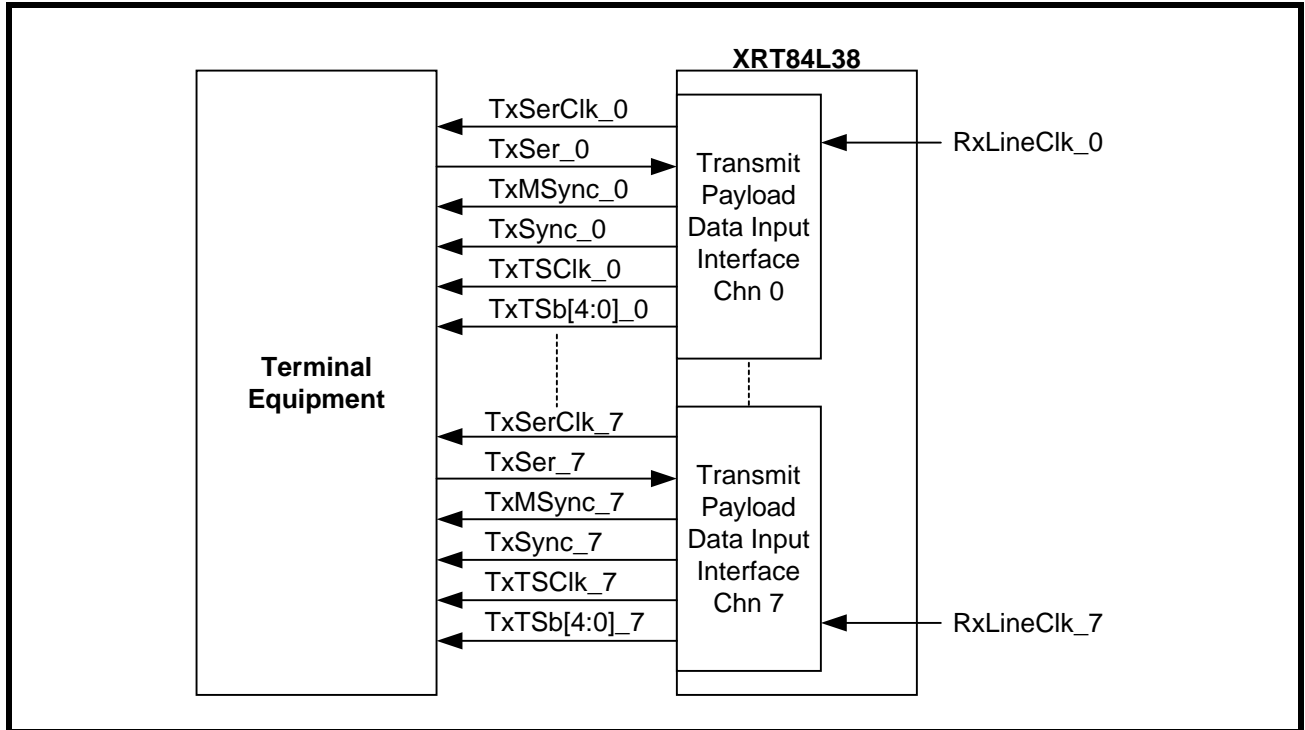 XRT84L38
TxSerClk_0
TxSer_0
TxMSync_0
TxSync_0
TxTSClk_0
TxTSb[4:0]_0
Transmit
Payload
Data Input
Interface
Chn 0
RxLineClk_0
Terminal
Equipment
TxSerClk_7
TxSer_7
TxMSync_7
TxSync_7
TxTSClk_7
TxTSb[4:0]_7
Transmit
Payload
Data Input
Interface
Chn 7
RxLineClk_7